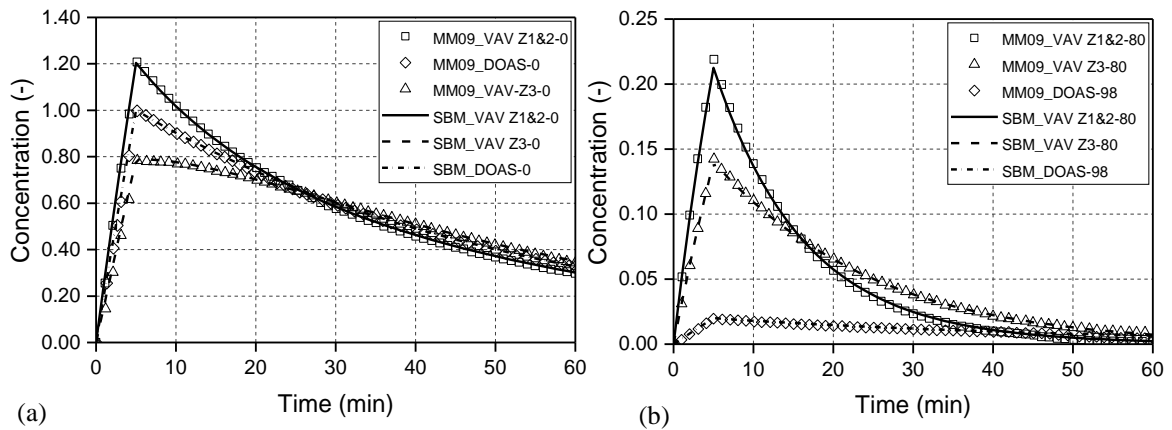 1.20
1.00
0.80
0.60
0.40
0.20
0.00
Concentration (-)
0 10 20 30 40 50 60
Time (min)
MM09_VAV Z1&2-0
MM09_DOAS-0
MM09_VAV-Z3-0
SBM_VAV Z1&2-0
SBM_VAV Z3-0
SBM_DOAS-0
(a)
0.25
0.20
0.15
0.10
0.05
0.00
Concentration (-)
0 10 20 30 40 50 60
Time (min)
MM09_VAV Z1&2-80
MM09_VAV Z3-80
MM09_DOAS-98
SBM_VAV Z1&2-80
SBM_VAV Z3-80
SBM_DOAS-98
(b)